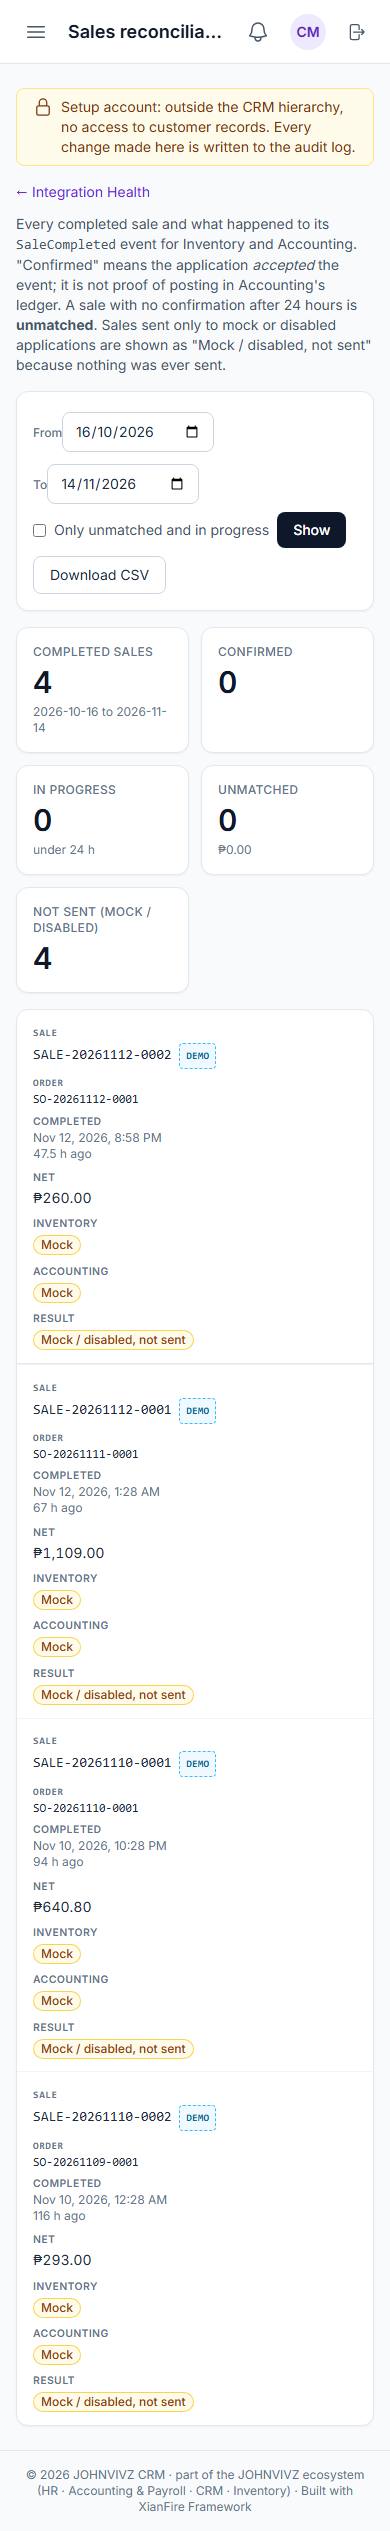 Sales reconcilia...
CM
Setup account: outside the CRM hierarchy,
no access to customer records. Every
change made here is written to the audit log.
← Integration Health
Every completed sale and what happened to its
SaleCompleted event for Inventory and Accounting.
"Confirmed" means the application accepted the
event; it is not proof of posting in Accounting's
ledger. A sale with no confirmation after 24 hours is
unmatched. Sales sent only to mock or disabled
applications are shown as "Mock / disabled, not sent"
because nothing was ever sent.
From 16/10/2026
To 14/11/2026
Only unmatched and in progress Show
Download CSV
COMPLETED SALES
4
2026-10-16 to 2026-11-
14
CONFIRMED
0
IN PROGRESS
0
under 24 h
UNMATCHED
0
₱0.00
NOT SENT (MOCK /
DISABLED)
4
SALE
SALE-20261112-0002 DEMO
ORDER
SO-20261112-0001
COMPLETED
Nov 12, 2026, 8:58 PM
47.5 h ago
NET
₱260.00
INVENTORY
Mock
ACCOUNTING
Mock
RESULT
Mock / disabled, not sent
SALE
SALE-20261112-0001 DEMO
ORDER
SO-20261111-0001
COMPLETED
Nov 12, 2026, 1:28 AM
67 h ago
NET
₱1,109.00
INVENTORY
Mock
ACCOUNTING
Mock
RESULT
Mock / disabled, not sent
SALE
SALE-20261110-0001 DEMO
ORDER
SO-20261110-0001
COMPLETED
Nov 10, 2026, 10:28 PM
94 h ago
NET
₱640.80
INVENTORY
Mock
ACCOUNTING
Mock
RESULT
Mock / disabled, not sent
SALE
SALE-20261110-0002 DEMO
ORDER
SO-20261109-0001
COMPLETED
Nov 10, 2026, 12:28 AM
116 h ago
NET
₱293.00
INVENTORY
Mock
ACCOUNTING
Mock
RESULT
Mock / disabled, not sent
© 2026 JOHNVIVZ CRM · part of the JOHNVIVZ ecosystem
(HR · Accounting & Payroll · CRM · Inventory) · Built with
XianFire Framework